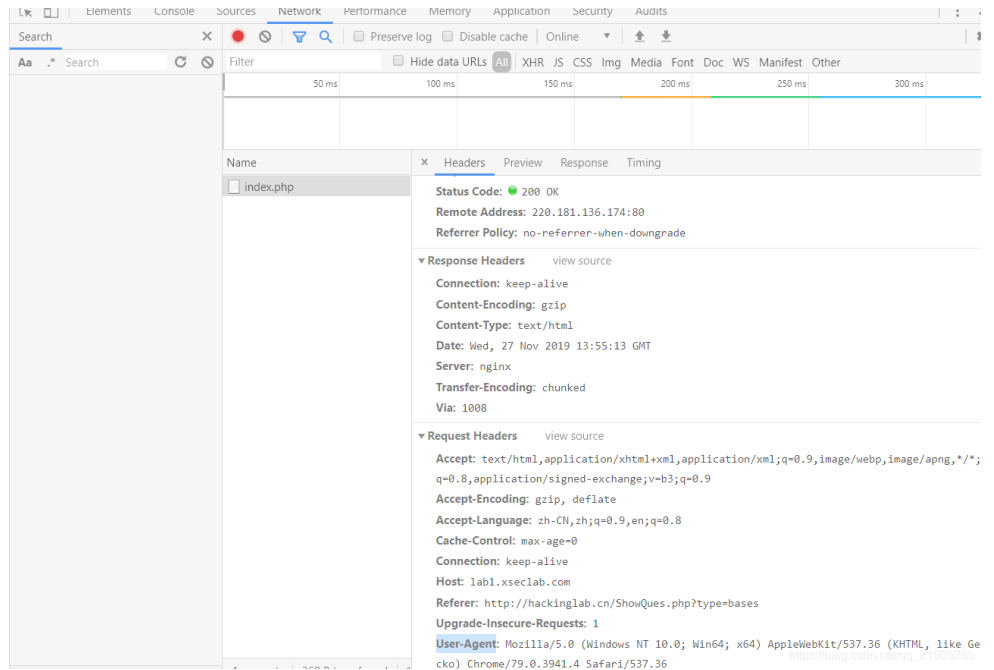 Elements Console Sources Network Performance Memory Application Security Audits
Search Preserve log Disable cache Online
Aa .* Search Filter Hide data URLs All XHR JS CSS Img Media Font Doc WS Manifest Other
50 ms 100 ms 150 ms 200 ms 250 ms 300 ms
Name Headers Preview Response Timing
index.php
Status Code: 200 OK
Remote Address: 220.181.136.174:80
Referrer Policy: no-referrer-when-downgrade
Response Headers view source
Connection: keep-alive
Content-Encoding: gzip
Content-Type: text/html
Date: Wed, 27 Nov 2019 13:55:13 GMT
Server: nginx
Transfer-Encoding: chunked
Via: 1008
Request Headers view source
Accept: text/html,application/xhtml+xml,application/xml;q=0.9,image/webp,image/apng,*/*;
q=0.8,application/signed-exchange;v=b3;q=0.9
Accept-Encoding: gzip, deflate
Accept-Language: zh-CN,zh;q=0.9,en;q=0.8
Cache-Control: max-age=0
Connection: keep-alive
Host: lab1.xseclab.com
Referer: http://hackinglab.cn/ShowQues.php?type=bases
Upgrade-Insecure-Requests: 1
User-Agent: Mozilla/5.0 (Windows NT 10.0; Win64; x64) AppleWebKit/537.36 (KHTML, like Ge
cko) Chrome/79.0.3941.4 Safari/537.36